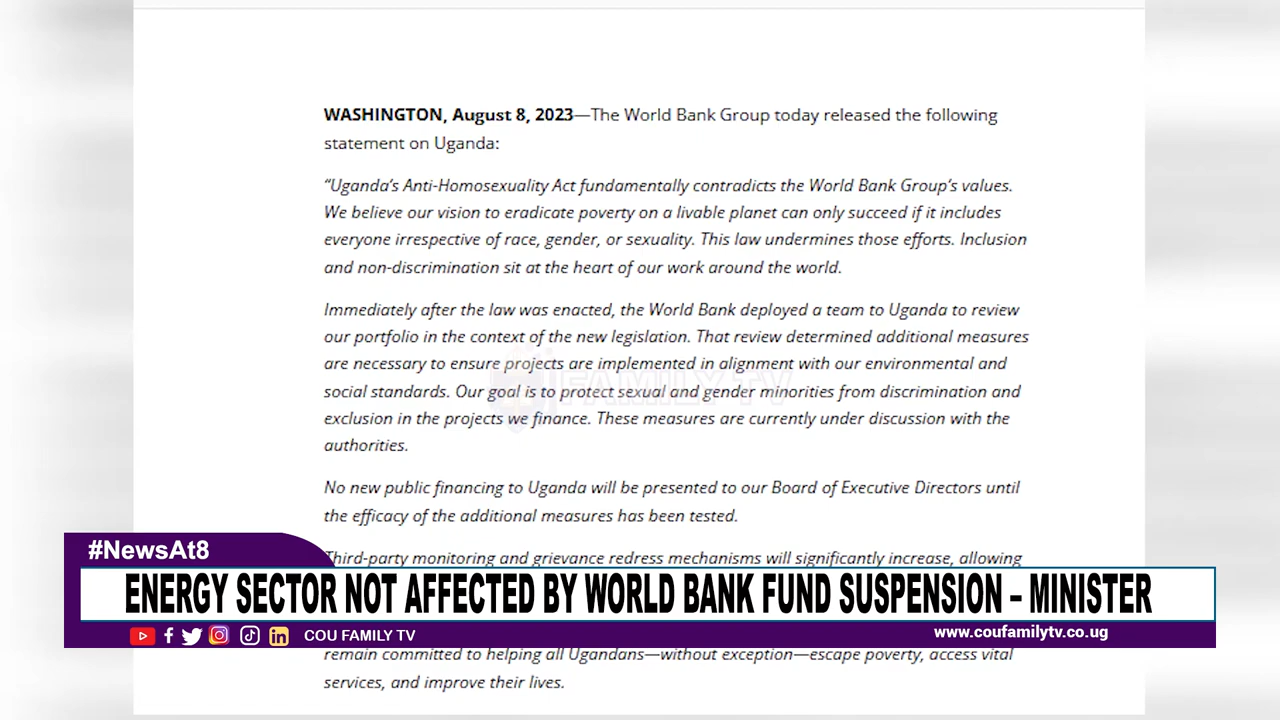 WASHINGTON, August 8, 2023—The World Bank Group today released the following
statement on Uganda:
“Uganda’s Anti-Homosexuality Act fundamentally contradicts the World Bank Group’s values.
We believe our vision to eradicate poverty on a livable planet can only succeed if it includes
everyone irrespective of race, gender, or sexuality. This law undermines those efforts. Inclusion
and non-discrimination sit at the heart of our work around the world.
Immediately after the law was enacted, the World Bank deployed a team to Uganda to review
our portfolio in the context of the new legislation. That review determined additional measures
are necessary to ensure projects are implemented in alignment with our environmental and
social standards. Our goal is to protect sexual and gender minorities from discrimination and
exclusion in the projects we finance. These measures are currently under discussion with the
authorities.
FAMILY TV
No new public financing to Uganda will be presented to our Board of Executive Directors until
the efficacy of the additional measures has been tested.
Third-party monitoring and grievance redress mechanisms will significantly increase, allowing
#NewsAt8
ENERGY SECTOR NOT AFFECTED BY WORLD BANK FUND SUSPENSION – MINISTER
COU FAMILY TV
www.coufamilytv.co.ug
remain committed to helping all Ugandans—without exception—escape poverty, access vital
services, and improve their lives.